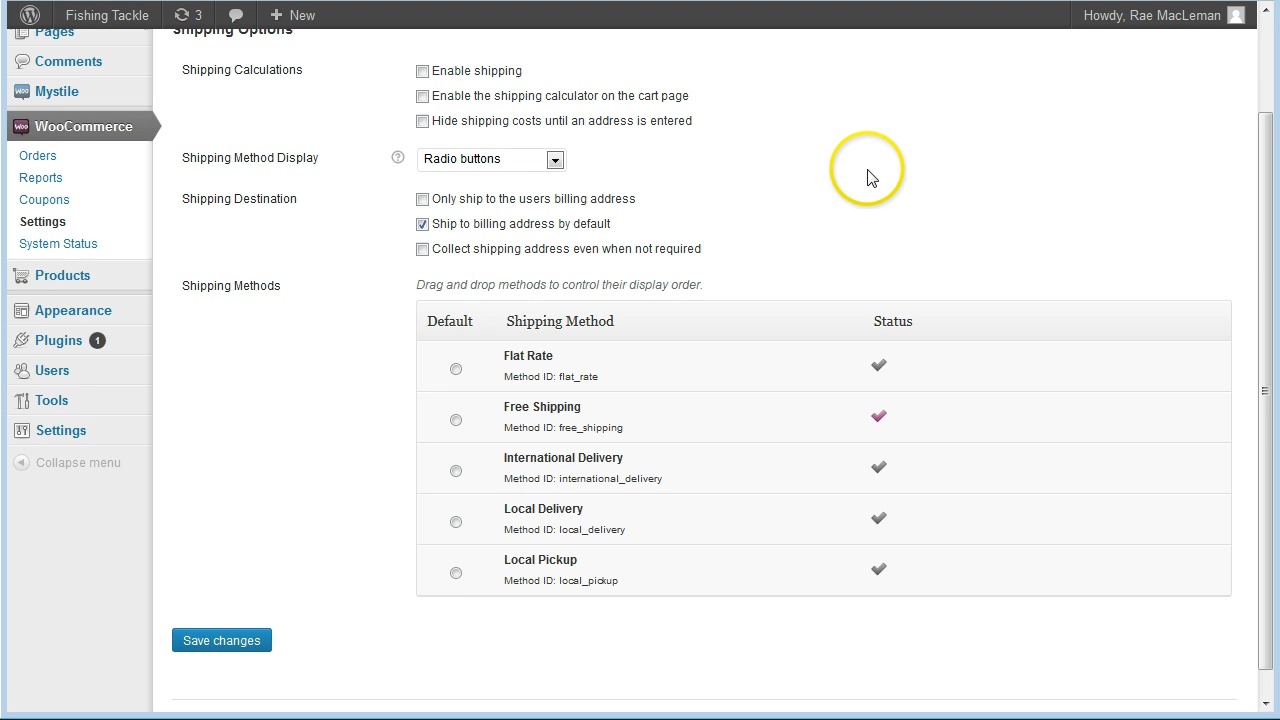 Fishing Tackle
3
New
Howdy, Rae MacLeman
Pages
Comments
Mystile
WooCommerce
Orders
Reports
Coupons
Settings
System Status
Products
Appearance
Plugins 1
Users
Tools
Settings
Collapse menu
Shipping Options
Shipping Calculations
Enable shipping
Enable the shipping calculator on the cart page
Hide shipping costs until an address is entered
Shipping Method Display
?
Radio buttons
Shipping Destination
Only ship to the users billing address
Ship to billing address by default
Collect shipping address even when not required
Shipping Methods
Drag and drop methods to control their display order.
Default Shipping Method Status
Flat Rate
Method ID: flat_rate
Free Shipping
Method ID: free_shipping
International Delivery
Method ID: international_delivery
Local Delivery
Method ID: local_delivery
Local Pickup
Method ID: local_pickup
Save changes